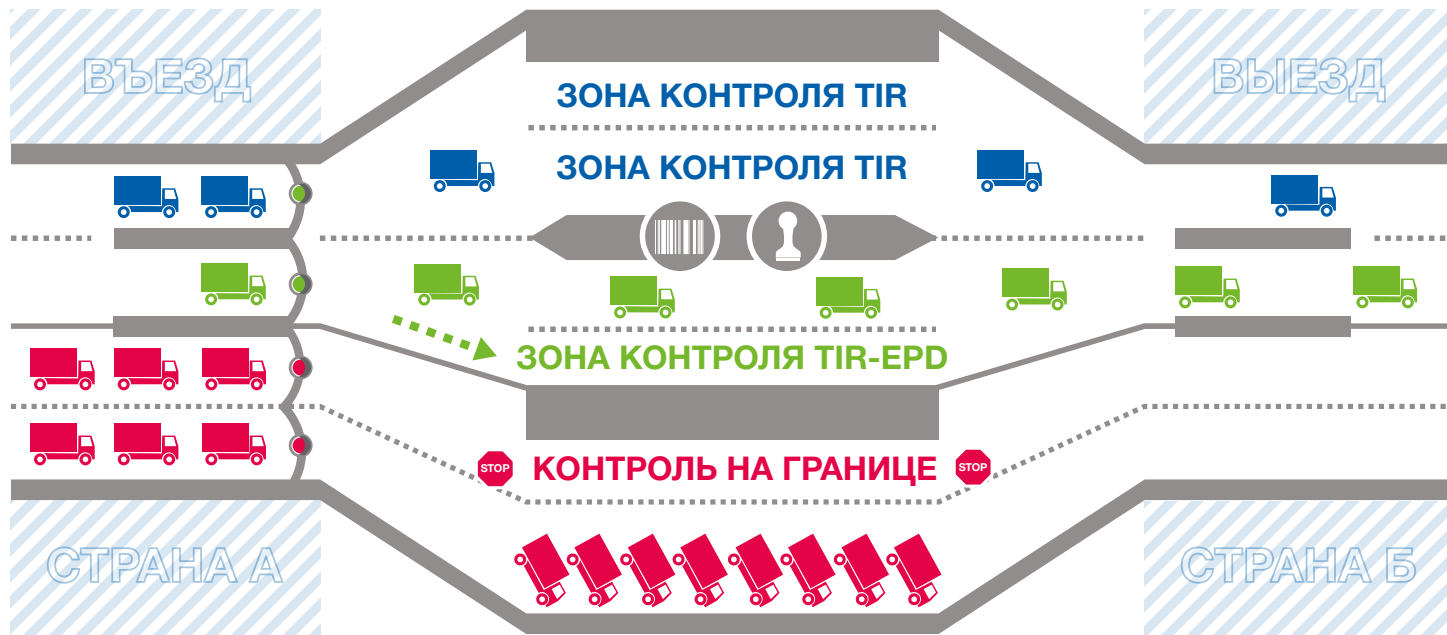 ВЪЕЗД
ВЫЕЗД
ЗОНА КОНТРОЛЯ TIR
ЗОНА КОНТРОЛЯ TIR
ЗОНА КОНТРОЛЯ TIR-EPD
STOP
КОНТРОЛЬ НА ГРАНИЦЕ
STOP
СТРАНА А
СТРАНА Б